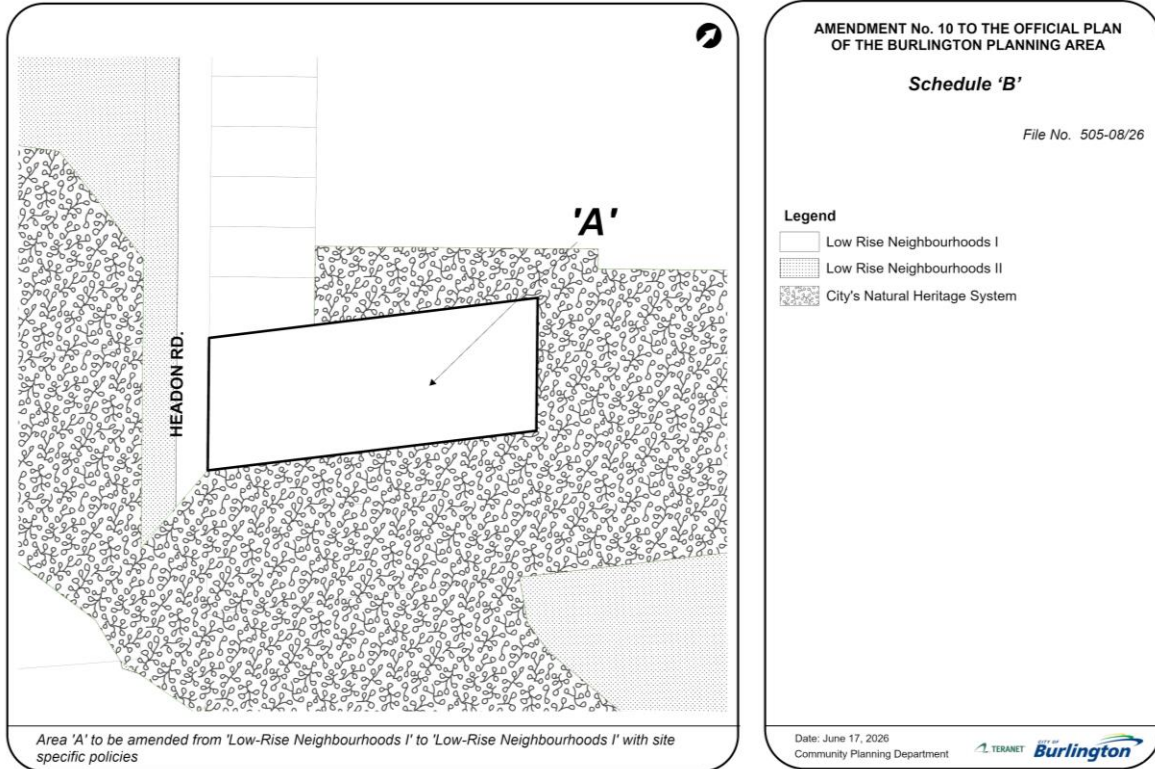 'A'
HEADON RD.
Area 'A' to be amended from 'Low-Rise Neighbourhoods I' to 'Low-Rise Neighbourhoods I' with site
specific policies
AMENDMENT No. 10 TO THE OFFICIAL PLAN
OF THE BURLINGTON PLANNING AREA
Schedule 'B'
File No. 505-08/26
Legend
Low Rise Neighbourhoods I
Low Rise Neighbourhoods II
City's Natural Heritage System
Date: June 17, 2026
Community Planning Department
TERANET
CITY OF
Burlington